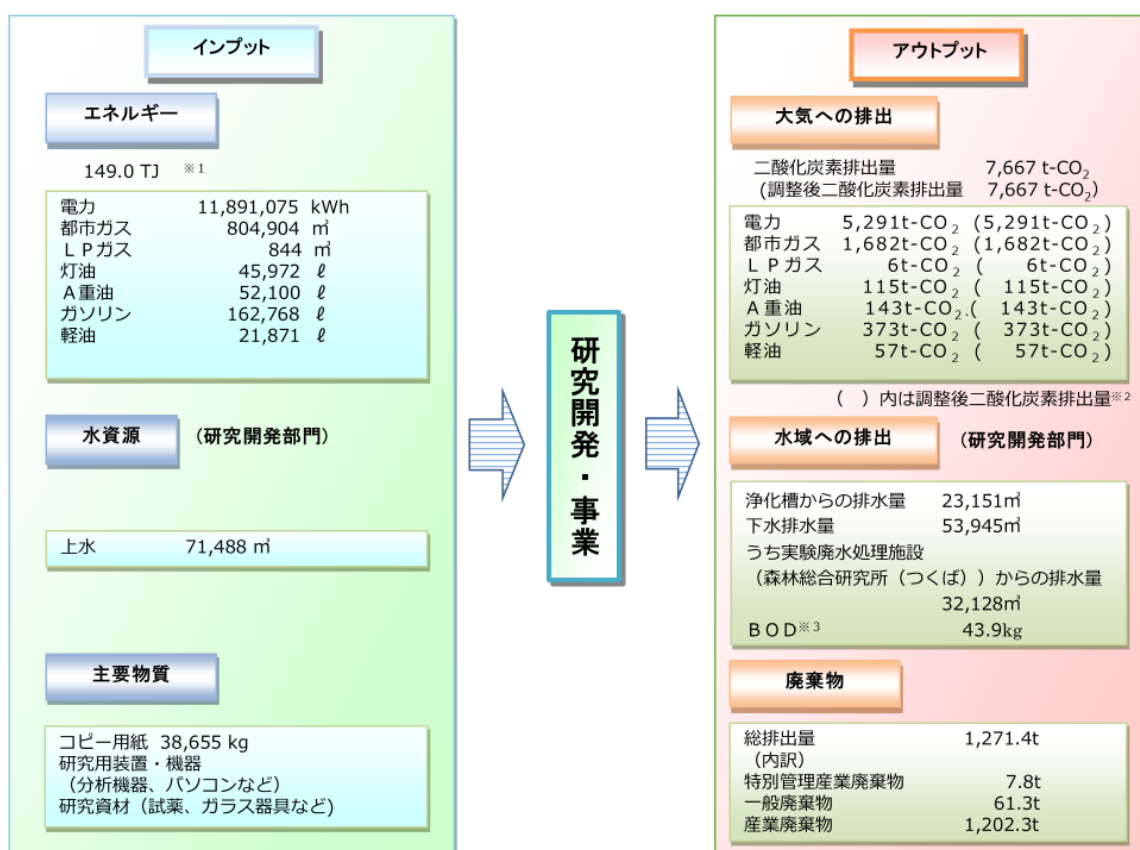 インプット
エネルギー
149.0 TJ ※1
電力 11,891,075 kWh
都市ガス 804,904 ㎥
ＬＰガス 844 ㎥
灯油 45,972 ℓ
Ａ重油 52,100 ℓ
ガソリン 162,768 ℓ
軽油 21,871 ℓ
水資源 (研究開発部門)
上水 71,488 ㎥
主要物質
コピー用紙 38,655 kg
研究用装置・機器
（分析機器、パソコンなど）
研究資材（試薬、ガラス器具など)
研究開発・事業
アウトプット
大気への排出
二酸化炭素排出量 7,667 t-CO₂
(調整後二酸化炭素排出量 7,667 t-CO₂）
電力 5,291t-CO₂ (5,291t-CO₂)
都市ガス 1,682t-CO₂ (1,682t-CO₂)
ＬＰガス 6t-CO₂ ( 6t-CO₂)
灯油 115t-CO₂ ( 115t-CO₂)
Ａ重油 143t-CO₂.( 143t-CO₂)
ガソリン 373t-CO₂ ( 373t-CO₂)
軽油 57t-CO₂ ( 57t-CO₂)
（ ）内は調整後二酸化炭素排出量※2
水域への排出 (研究開発部門)
浄化槽からの排水量 23,151㎥
下水排水量 53,945㎥
うち実験廃水処理施設
（森林総合研究所（つくば））からの排水量
32,128㎥
ＢＯＤ※3 43.9kg
廃棄物
総排出量 1,271.4t
（内訳）
特別管理産業廃棄物 7.8t
一般廃棄物 61.3t
産業廃棄物 1,202.3t